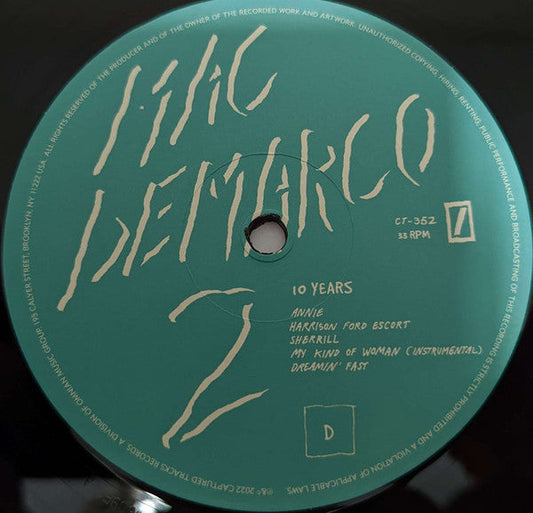 MAC
DEMARCO
2
CT-352
33 RPM
10 YEARS
ANNIE
HARRISON FORD ESCORT
SHERRILL
MY KIND OF WOMAN (INSTRUMENTAL)
DREAMIN' FAST
D
℗&© 2022 CAPTURED TRACKS RECORDS, A DIVISION OF OMNIAN MUSIC GROUP. 195 CALYER STREET, BROOKLYN, NY 11222 USA. ALL RIGHTS RESERVED OF THE PRODUCER AND OF THE OWNER OF THE RECORDED WORK AND ARTWORK. UNAUTHORIZED COPYING, HIRING, RENTING, PUBLIC PERFORMANCE AND BROADCASTING OF THIS RECORDING IS STRICTLY PROHIBITED AND A VIOLATION OF APPLICABLE LAWS.